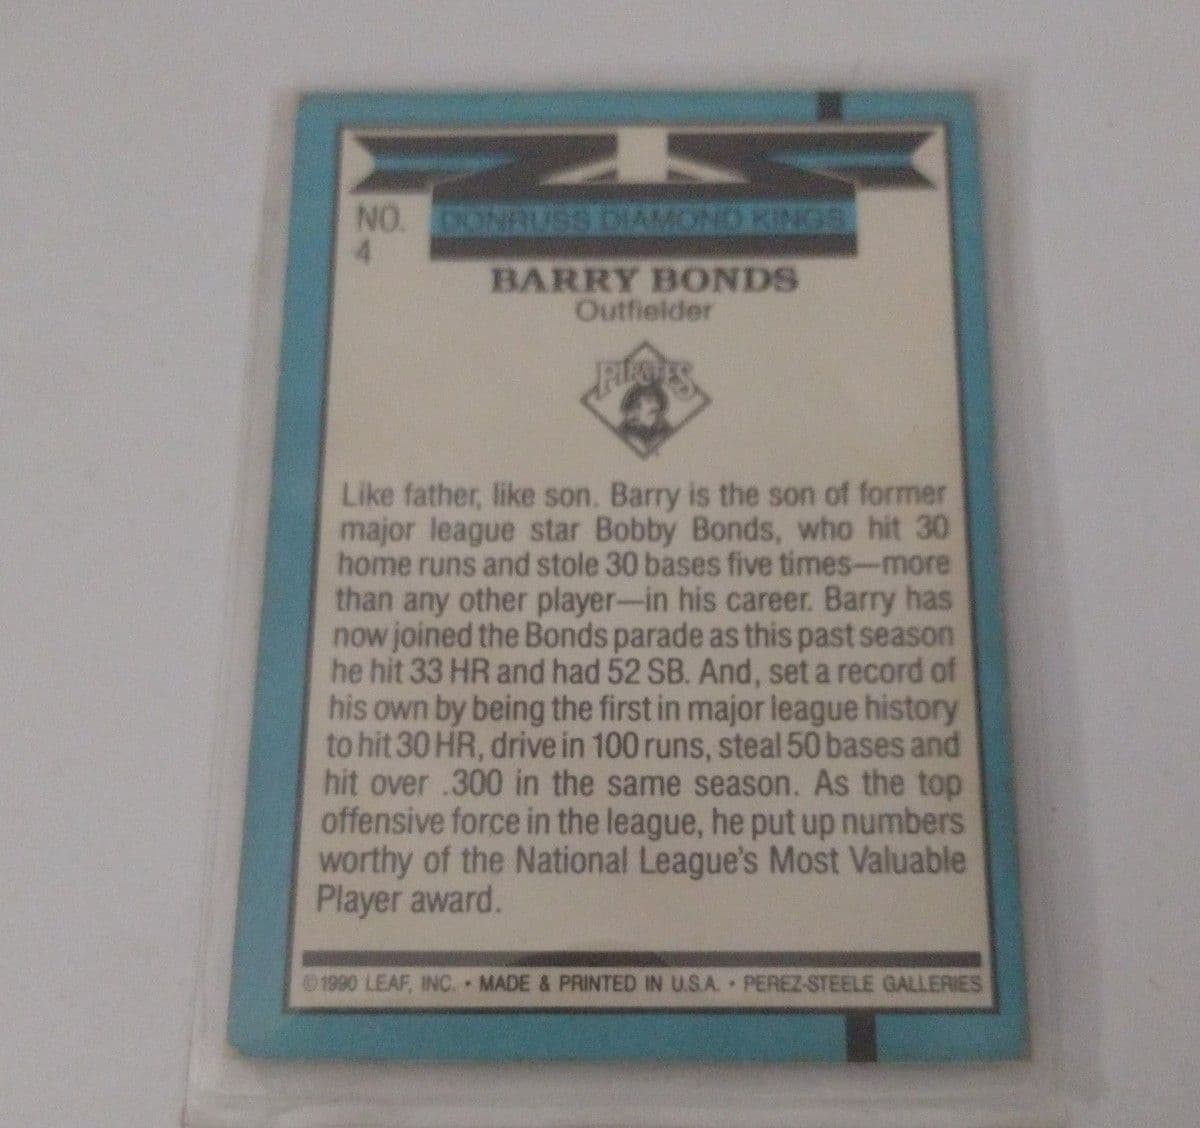 NO.
4
DONRUSS DIAMOND KINGS
BARRY BONDS
Outfielder
PIRATES
Like father, like son. Barry is the son of former
major league star Bobby Bonds, who hit 30
home runs and stole 30 bases five times—more
than any other player—in his career. Barry has
now joined the Bonds parade as this past season
he hit 33 HR and had 52 SB. And, set a record of
his own by being the first in major league history
to hit 30 HR, drive in 100 runs, steal 50 bases and
hit over .300 in the same season. As the top
offensive force in the league, he put up numbers
worthy of the National League's Most Valuable
Player award.
©1990 LEAF, INC. • MADE & PRINTED IN U.S.A. • PEREZ-STEELE GALLERIES